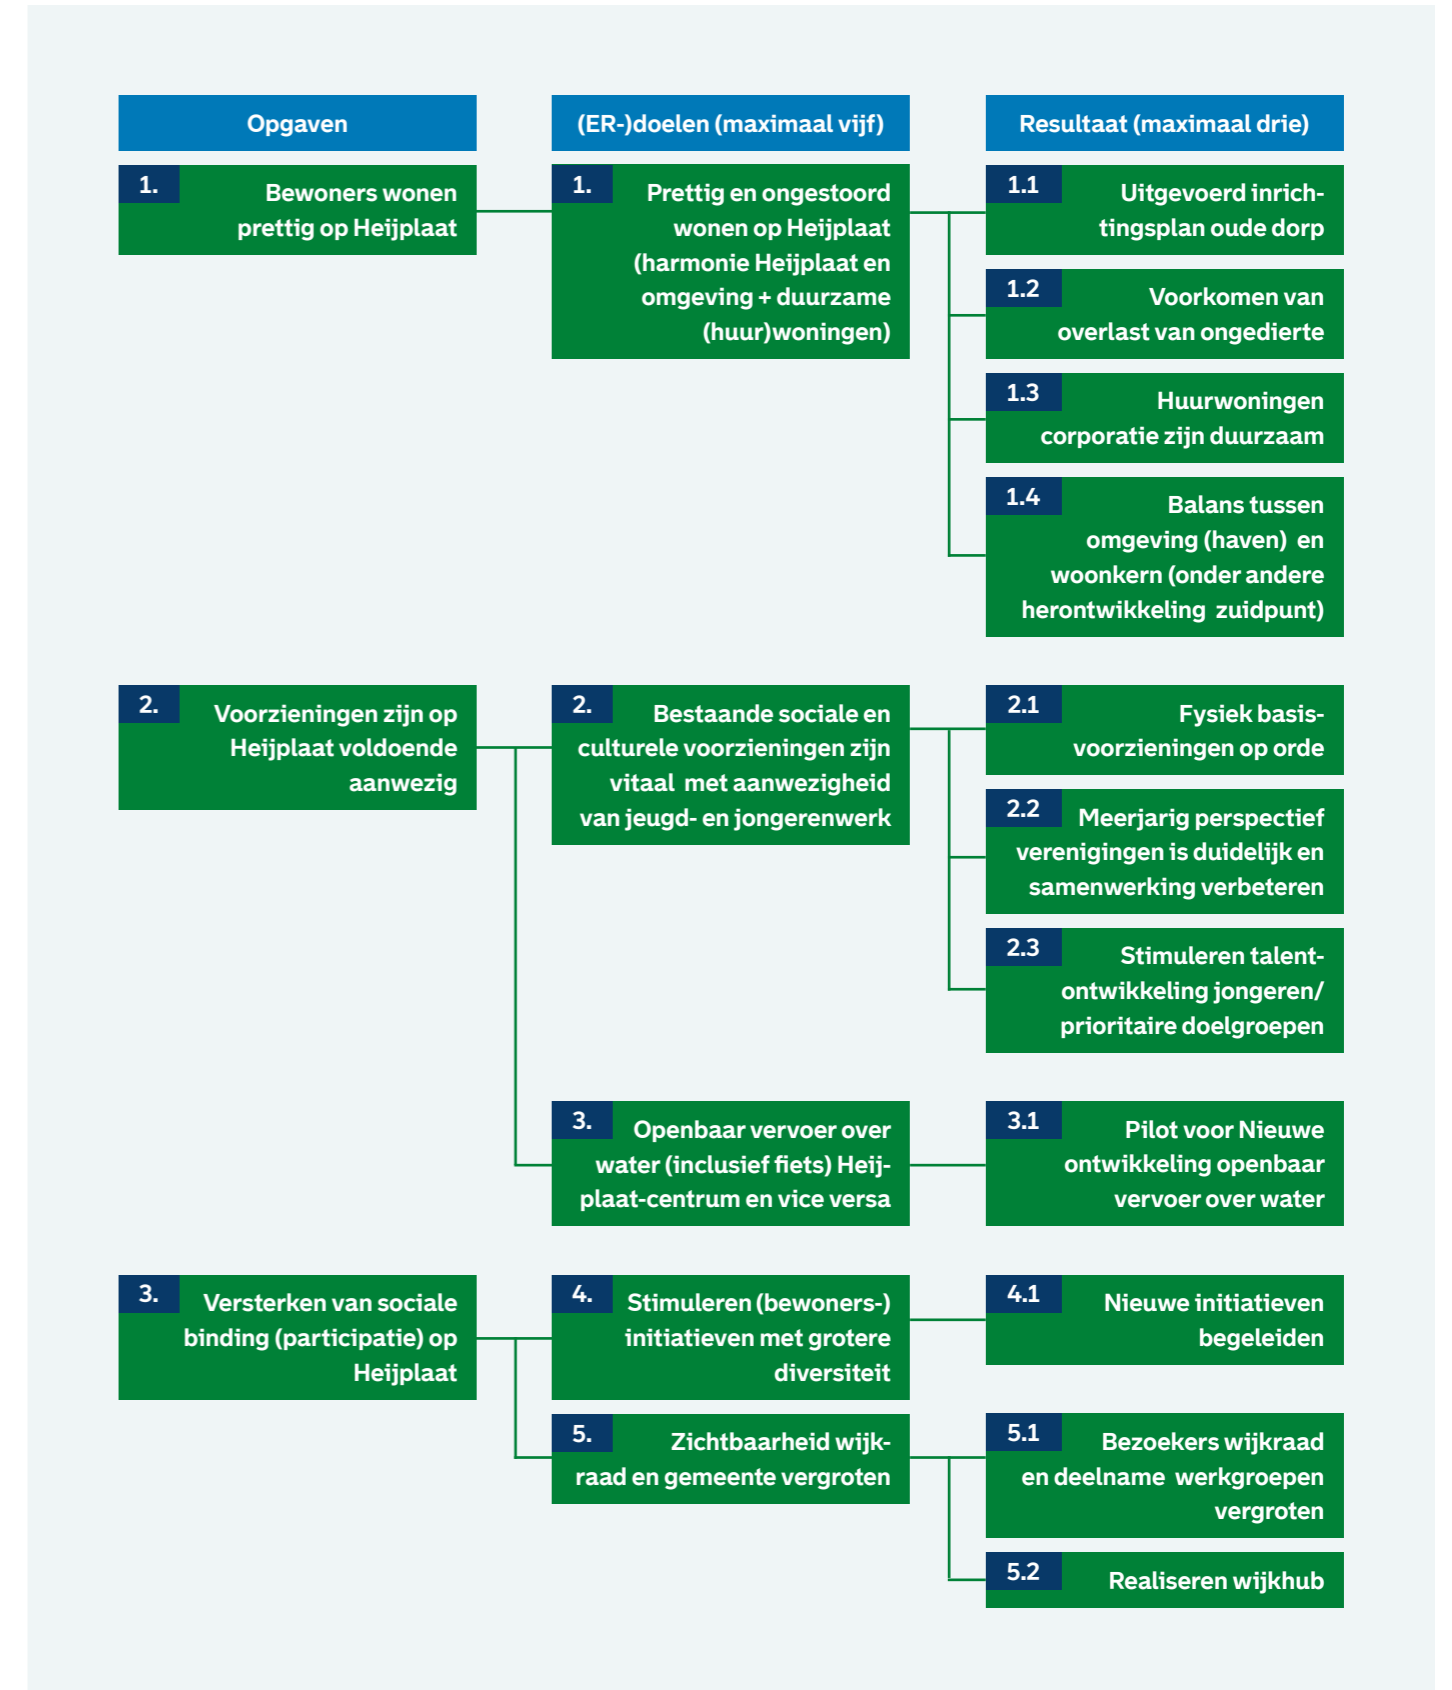 Opgaven
(ER-)doelen (maximaal vijf)
Resultaat (maximaal drie)
1.
Bewoners wonen
prettig op Heijplaat
1.
Prettig en ongestoord
wonen op Heijplaat
(harmonie Heijplaat en
omgeving + duurzame
(huur)woningen)
1.1
Uitgevoerd inrich-
tingsplan oude dorp
1.2
Voorkomen van
overlast van ongedierte
1.3
Huurwoningen
corporatie zijn duurzaam
1.4
Balans tussen
omgeving (haven) en
woonkern (onder andere
herontwikkeling zuidpunt)
2.
Voorzieningen zijn op
Heijplaat voldoende
aanwezig
2.
Bestaande sociale en
culturele voorzieningen zijn
vitaal met aanwezigheid
van jeugd- en jongerenwerk
2.1
Fysiek basis-
voorzieningen op orde
2.2
Meerjarig perspectief
verenigingen is duidelijk en
samenwerking verbeteren
2.3
Stimuleren talent-
ontwikkeling jongeren/
prioritaire doelgroepen
3.
Openbaar vervoer over
water (inclusief fiets) Heij-
plaat-centrum en vice versa
3.1
Pilot voor Nieuwe
ontwikkeling openbaar
vervoer over water
3.
Versterken van sociale
binding (participatie) op
Heijplaat
4.
Stimuleren (bewoners-)
initiatieven met grotere
diversiteit
4.1
Nieuwe initiatieven
begeleiden
5.
Zichtbaarheid wijk-
raad en gemeente vergroten
5.1
Bezoekers wijkraad
en deelname werkgroepen
vergroten
5.2
Realiseren wijkhub